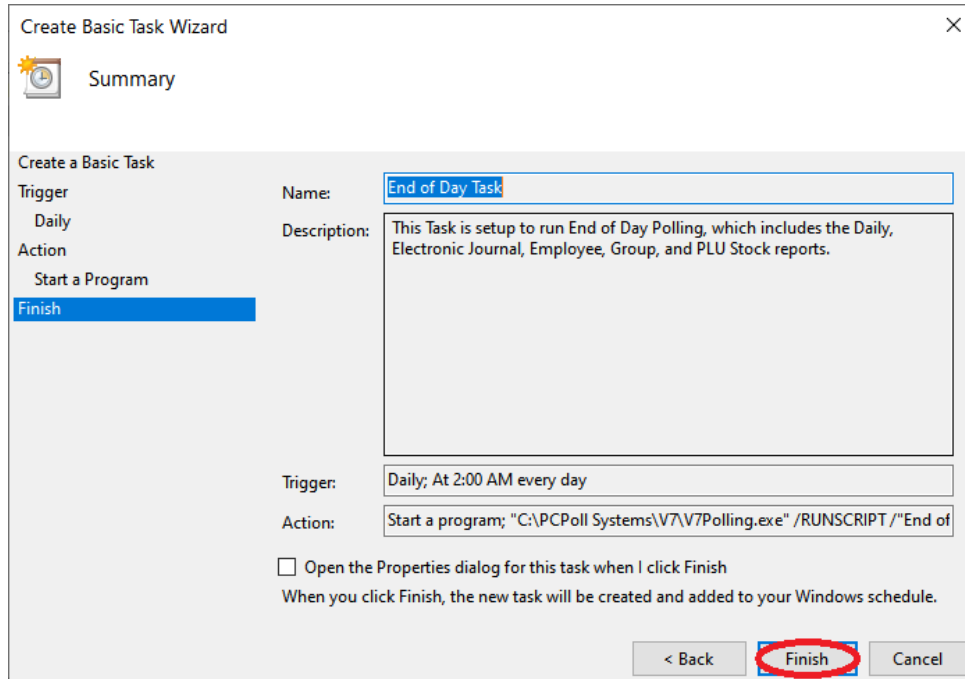 Create Basic Task Wizard
Summary
Create a Basic Task
Trigger
Daily
Action
Start a Program
Finish
Name: End of Day Task
Description: This Task is setup to run End of Day Polling, which includes the Daily,
Electronic Journal, Employee, Group, and PLU Stock reports.
Trigger: Daily; At 2:00 AM every day
Action: Start a program; "C:\PCPoll Systems\V7\V7Polling.exe" /RUNSCRIPT /"End of
Open the Properties dialog for this task when I click Finish
When you click Finish, the new task will be created and added to your Windows schedule.
< Back Finish Cancel